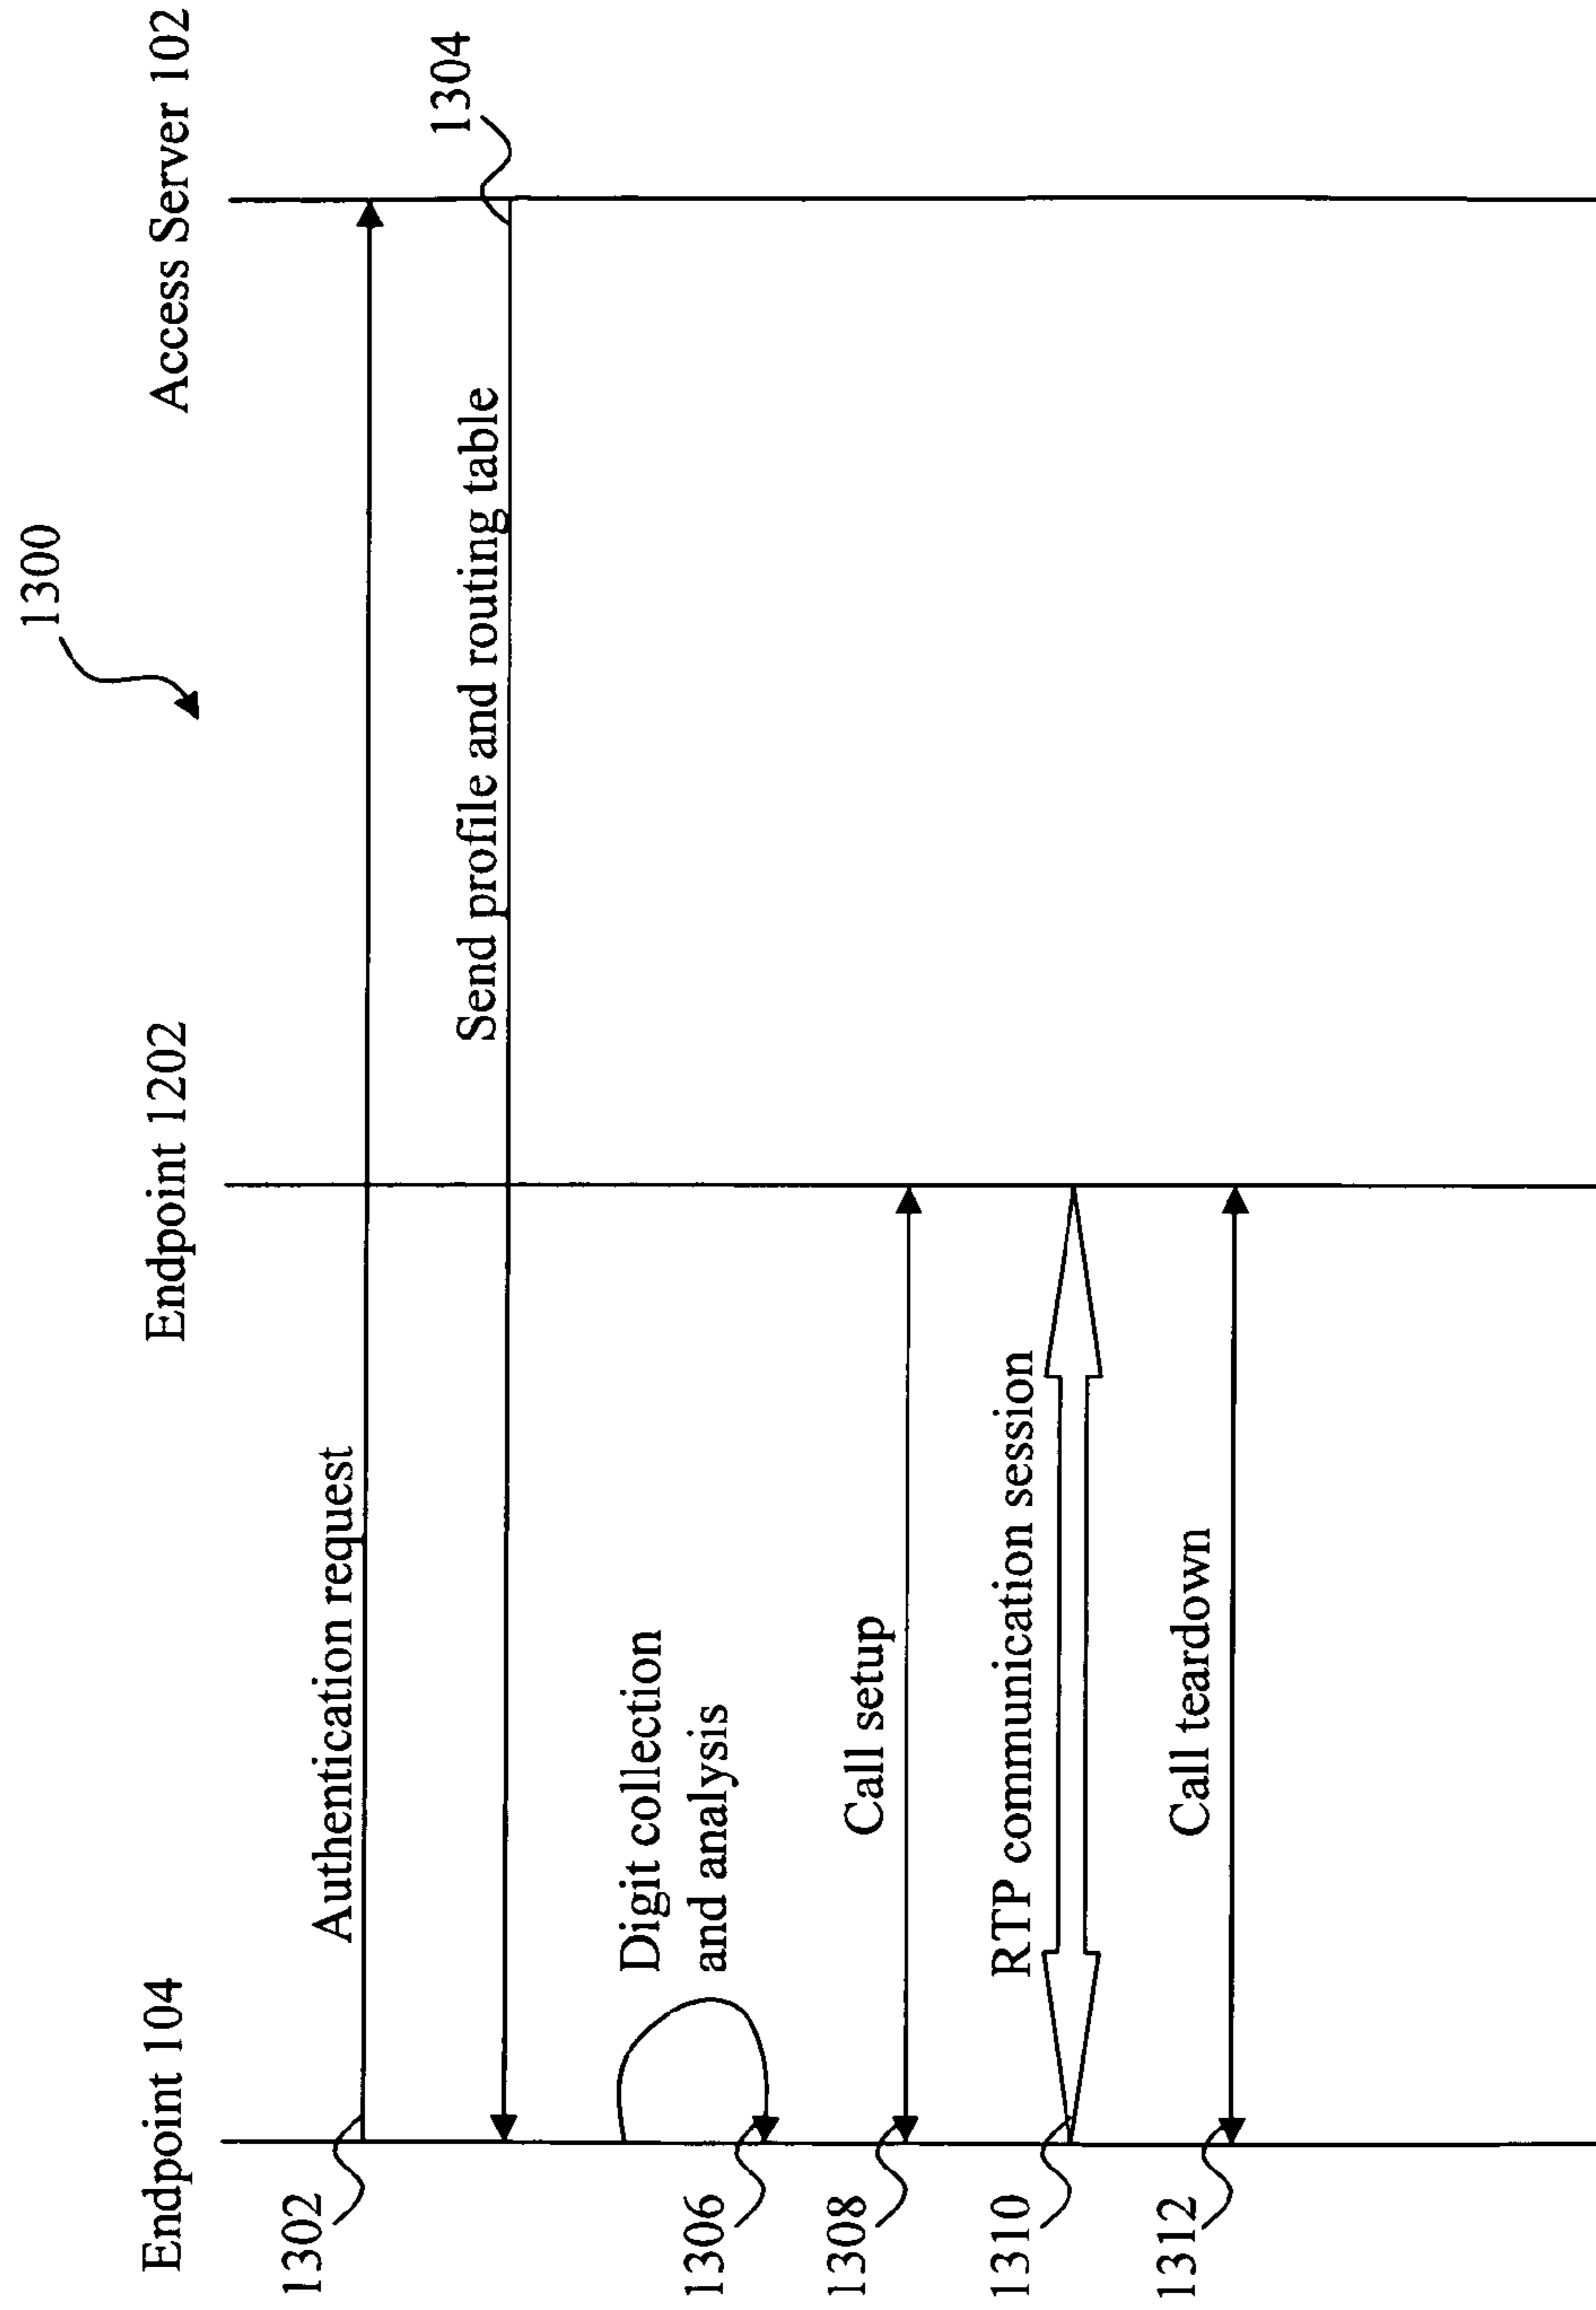 1300
Endpoint 104
Endpoint 1202
Access Server 102
1302
Authentication request
Send profile and routing table
1304
Digit collection
and analysis
1306
Call setup
1308
RTP communication session
1310
Call teardown
1312